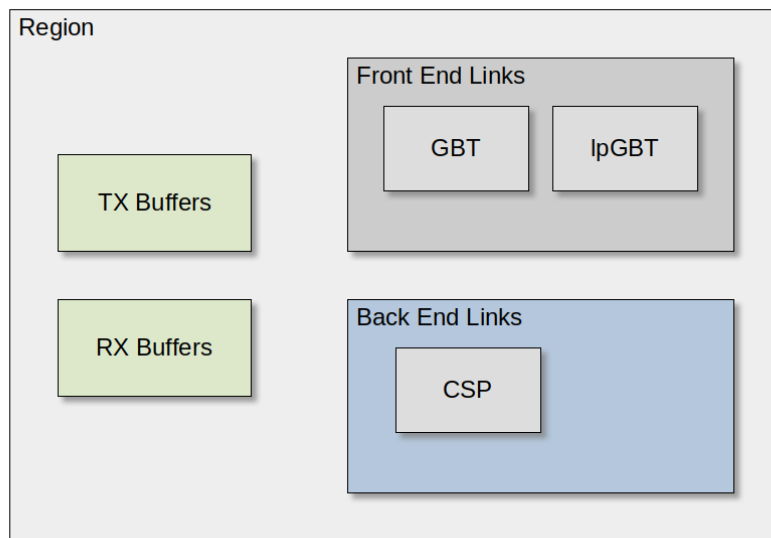 Region
Front End Links
GBT
lpGBT
TX Buffers
Back End Links
RX Buffers
CSP